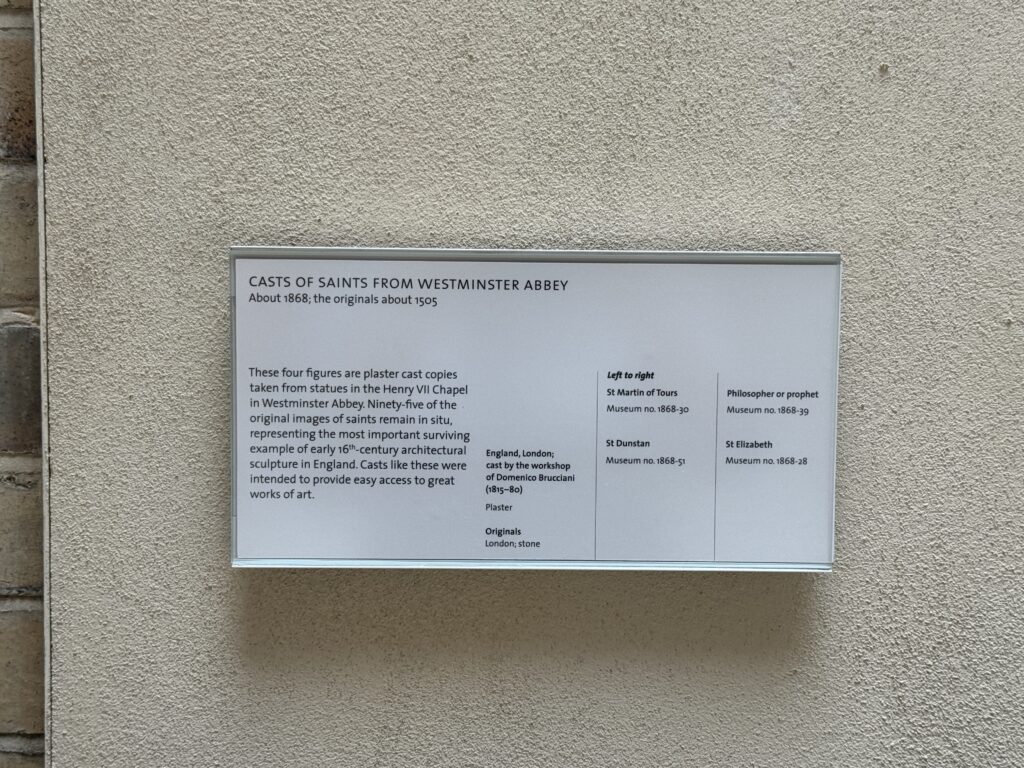 CASTS OF SAINTS FROM WESTMINSTER ABBEY
About 1868; the originals about 1505
These four figures are plaster cast copies
taken from statues in the Henry VII Chapel
in Westminster Abbey. Ninety-five of the
original images of saints remain in situ,
representing the most important surviving
example of early 16th-century architectural
sculpture in England. Casts like these were
intended to provide easy access to great
works of art.
England, London;
cast by the workshop
of Domenico Brucciani
(1815–80)
Plaster
Originals
London; stone
Left to right
St Martin of Tours
Museum no. 1868-30
St Dunstan
Museum no. 1868-51
Philosopher or prophet
Museum no. 1868-39
St Elizabeth
Museum no. 1868-28